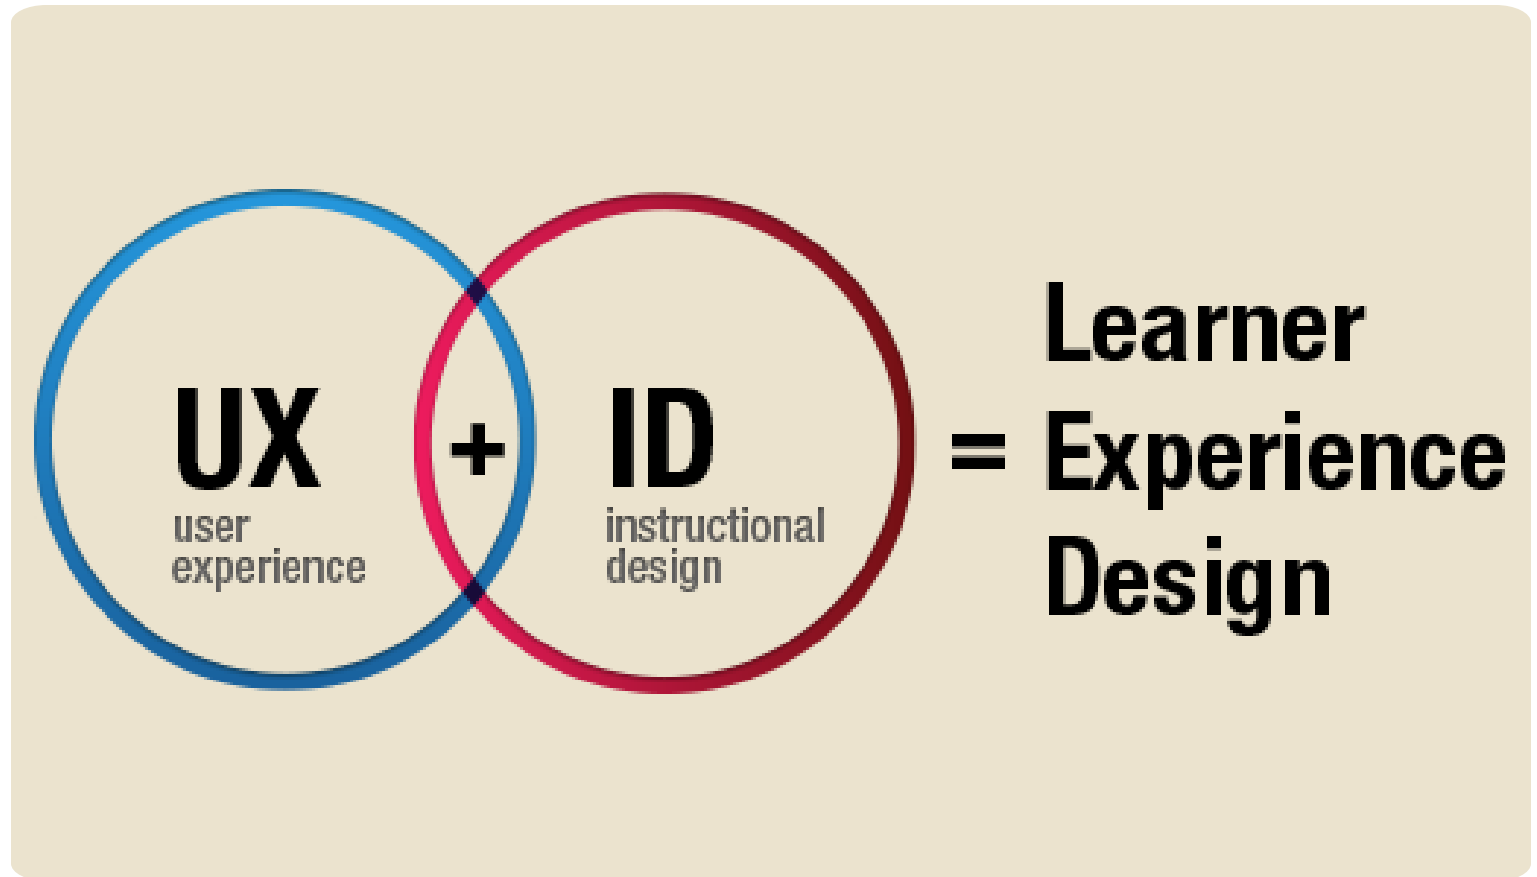 UX
user
experience
+
ID
instructional
design
=
Learner
Experience
Design